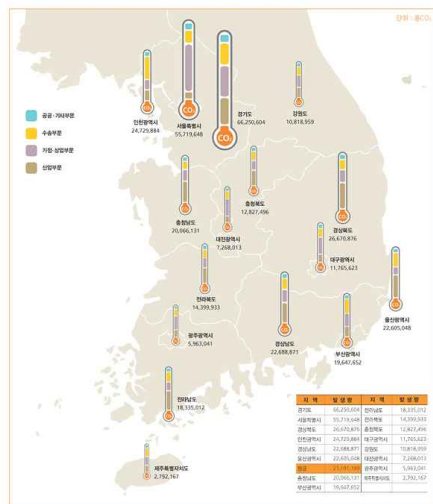 단위 : 톤CO₂
공공·기타부문
수송부문
가정·상업부문
산업부문
CO₂
인천광역시
24,729,884
CO₂
서울특별시
55,719,648
CO₂
경기도
66,250,604
강원도
10,818,959
충청남도
20,066,131
대전광역시
7,268,013
충청북도
12,827,496
경상북도
26,670,876
대구광역시
11,765,623
전라북도
14,399,933
울산광역시
22,605,048
광주광역시
5,963,041
경상남도
22,688,871
부산광역시
19,647,652
전라남도
18,335,012
제주특별자치도
2,792,167
지 역 발 생 량 지 역 발 생 량
경기도 66,250,604 전라남도 18,335,012
서울특별시 55,719,648 전라북도 14,399,933
경상북도 26,670,876 충청북도 12,827,496
인천광역시 24,729,884 대구광역시 11,765,623
경상남도 22,688,871 강원도 10,818,959
울산광역시 22,605,048 대전광역시 7,268,013
평균 광주광역시 5,963,041
충청남도 20,066,131 제주특별자치도 2,792,167
부산광역시 19,647,652